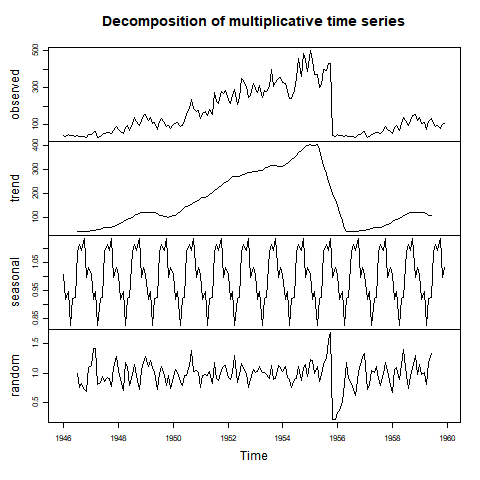 Decomposition of multiplicative time series
observed
100 300 500
trend
100 200 300 400
seasonal
0.85 0.95 1.05
random
0.5 1.0 1.5
1946 1948 1950 1952 1954 1956 1958 1960
Time